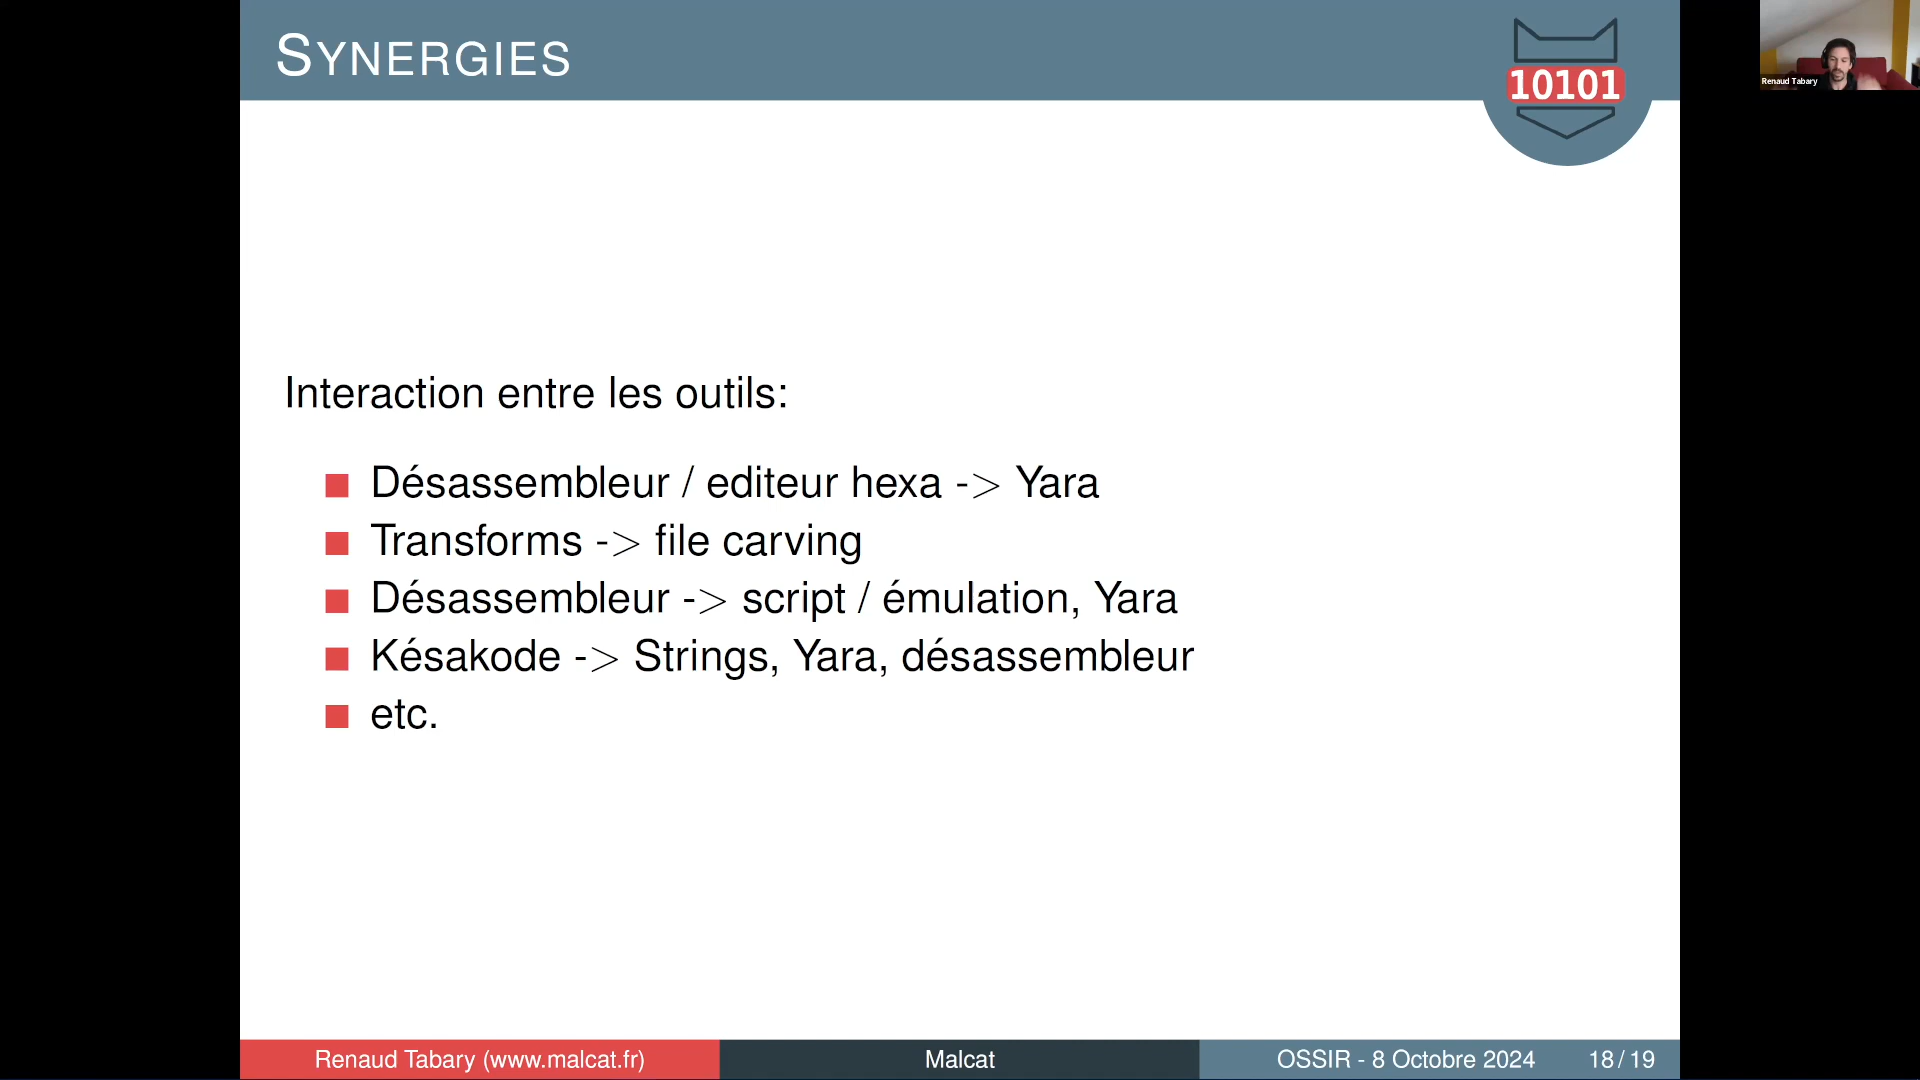 SYNERGIES
10101
Renaud Tabary
Interaction entre les outils:
Désassembleur / editeur hexa -> Yara
Transforms -> file carving
Désassembleur -> script / émulation, Yara
Késakode -> Strings, Yara, désassembleur
etc.
Renaud Tabary (www.malcat.fr)
Malcat
OSSIR - 8 Octobre 2024
18 / 19